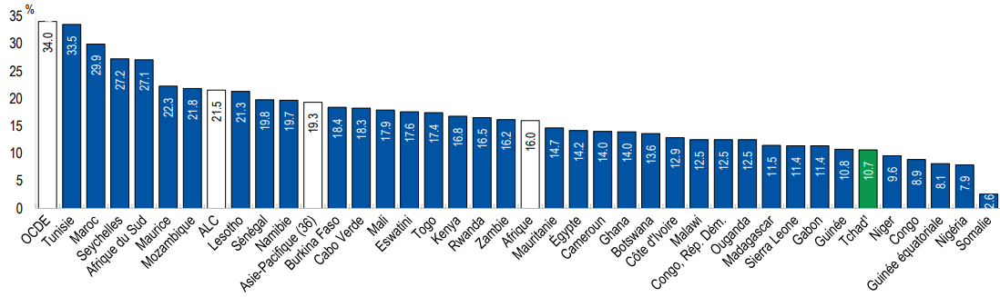 %
35
30
25
20
15
10
5
0
34.0
33.5
29.9
27.2
27.1
22.3
21.8
21.5
21.3
19.8
19.7
19.3
18.4
18.3
17.9
17.6
17.4
16.8
16.5
16.2
16.0
14.7
14.2
14.0
14.0
13.6
12.9
12.5
12.5
12.5
11.5
11.4
11.4
10.8
10.7
9.6
8.9
8.1
7.9
2.6
OCDE
Tunisie
Maroc
Seychelles
Afrique du Sud
Maurice
Mozambique
ALC
Lesotho
Sénégal
Namibie
Asie-Pacifique (36)
Burkina Faso
Cabo Verde
Mali
Eswatini
Togo
Kenya
Rwanda
Zambie
Afrique
Mauritanie
Égypte
Cameroun
Ghana
Botswana
Côte d'Ivoire
Malawi
Congo, Rép. Dém.
Ouganda
Madagascar
Sierra Leone
Gabon
Guinée
Tchad¹
Niger
Congo
Guinée équatoriale
Nigéria
Somalie